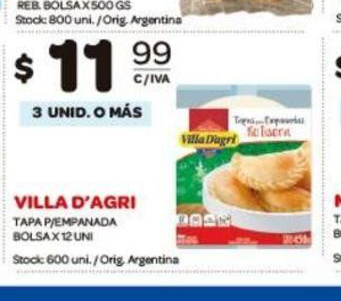 REB. BOLSA X 500 GS
Stock: 800 uni. / Orig. Argentina
$ 11 99
C/IVA
3 UNID. O MÁS
Tapas para Empanadas
Villa D'agri
VILLA D'AGRI
TAPA P/EMPANADA
BOLSA X 12 UNI
Stock: 600 uni. / Orig. Argentina